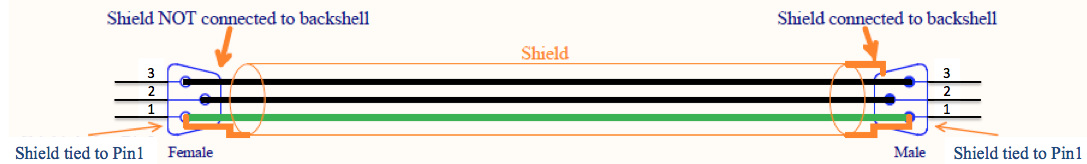 Shield NOT connected to backshell
Shield connected to backshell
Shield
3
3
2
2
1
1
Shield tied to Pin1
Female
Male
Shield tied to Pin1